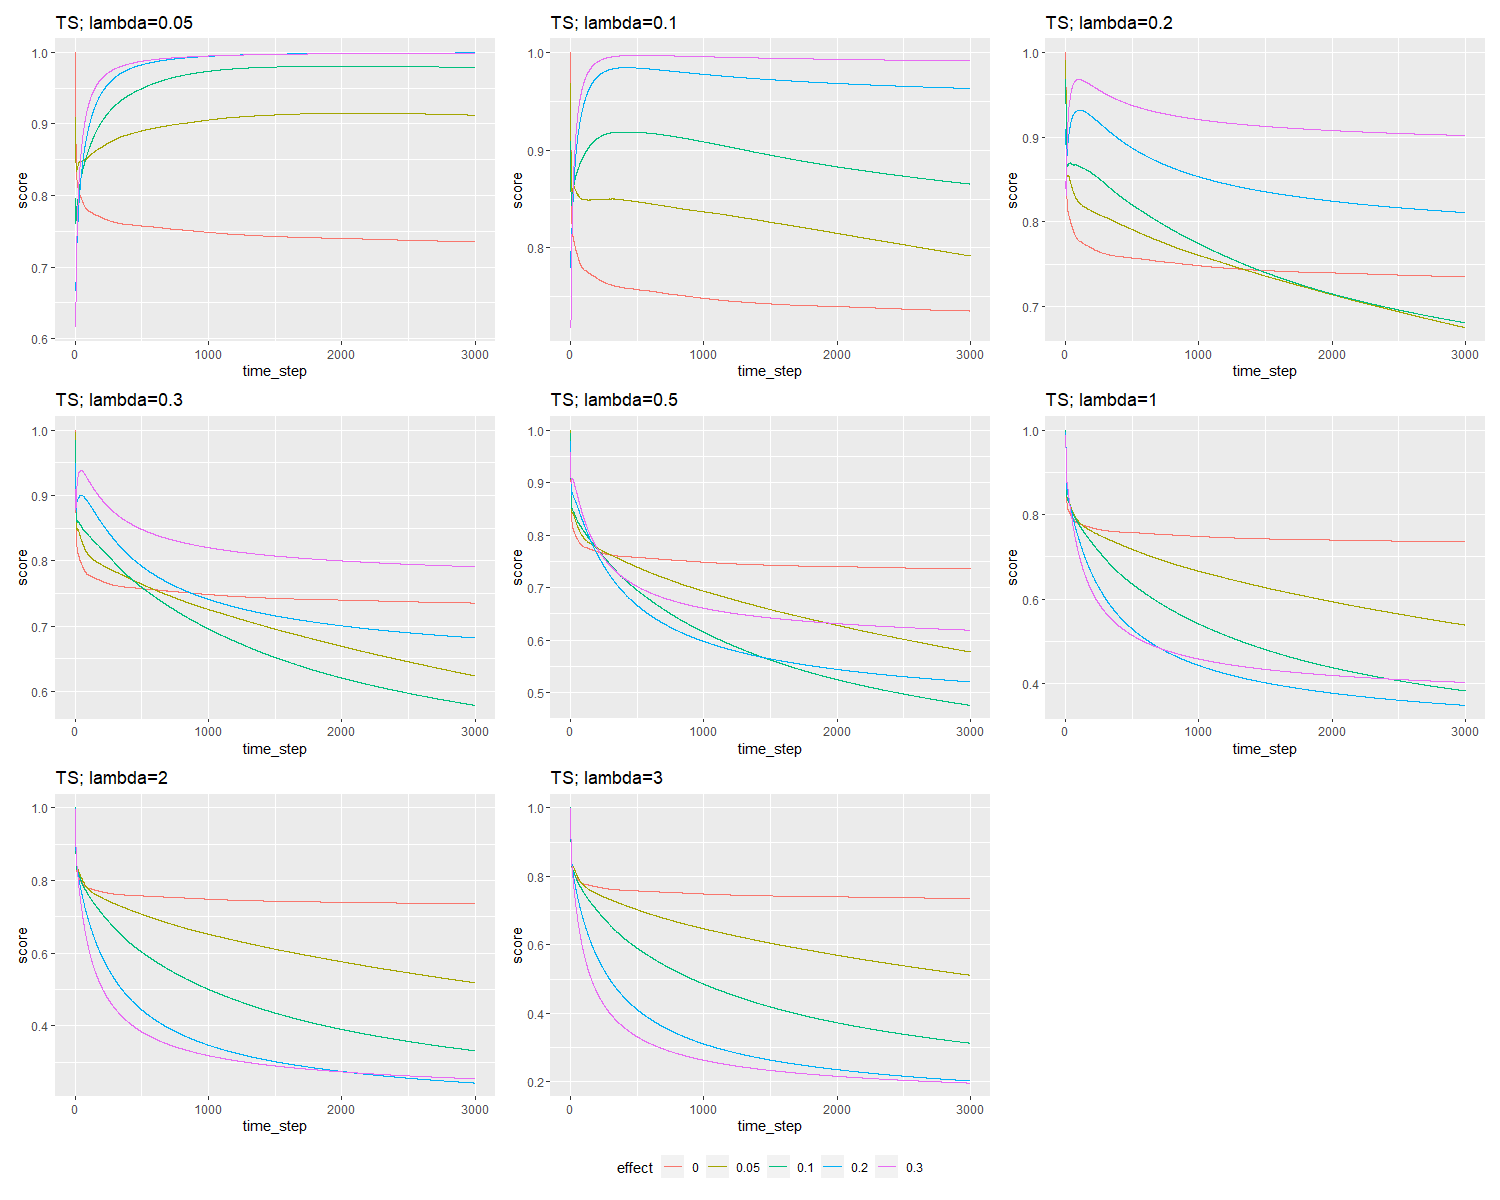 TS; lambda=0.05
1.0
0.9
0.8
0.7
0.6
score
0 1000 2000 3000
time_step
TS; lambda=0.1
1.0
0.9
0.8
score
0 1000 2000 3000
time_step
TS; lambda=0.2
1.0
0.9
0.8
0.7
score
0 1000 2000 3000
time_step
TS; lambda=0.3
1.0
0.9
0.8
0.7
0.6
score
0 1000 2000 3000
time_step
TS; lambda=0.5
1.0
0.9
0.8
0.7
0.6
0.5
score
0 1000 2000 3000
time_step
TS; lambda=1
1.0
0.8
0.6
0.4
score
0 1000 2000 3000
time_step
TS; lambda=2
1.0
0.8
0.6
0.4
score
0 1000 2000 3000
time_step
TS; lambda=3
1.0
0.8
0.6
0.4
0.2
score
0 1000 2000 3000
time_step
effect 0 0.05 0.1 0.2 0.3